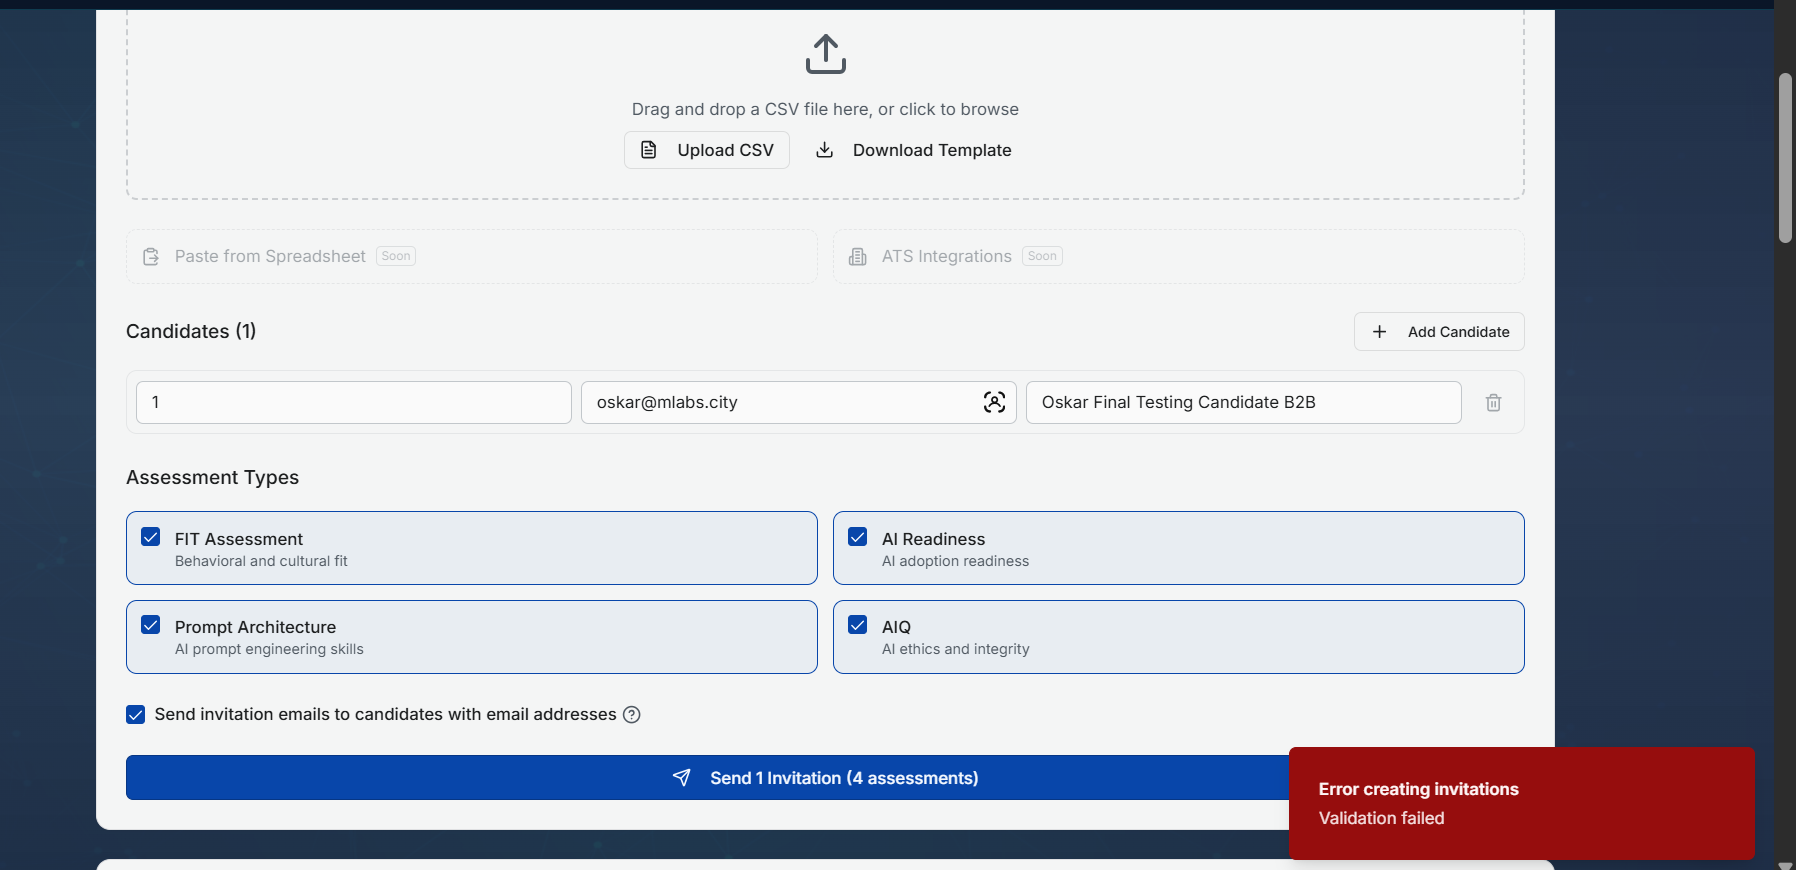 Drag and drop a CSV file here, or click to browse
Upload CSV
Download Template
Paste from Spreadsheet Soon
ATS Integrations Soon
Candidates (1)
Add Candidate
1
oskar@mlabs.city
Oskar Final Testing Candidate B2B
Assessment Types
FIT Assessment
Behavioral and cultural fit
AI Readiness
AI adoption readiness
Prompt Architecture
AI prompt engineering skills
AIQ
AI ethics and integrity
Send invitation emails to candidates with email addresses
Send 1 Invitation (4 assessments)
Error creating invitations
Validation failed